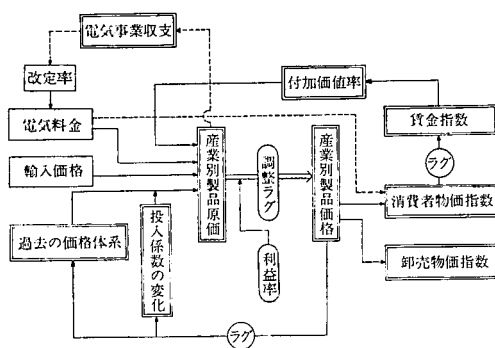 電気事業収支
改定率
付加価値率
電気料金
賃金指数
輸入価格
産業別製品原価
調整ラグ
産業別製品価格
ラグ
消費者物価指数
過去の価格体系
投入係数の変化
利益率
卸売物価指数
ラグ